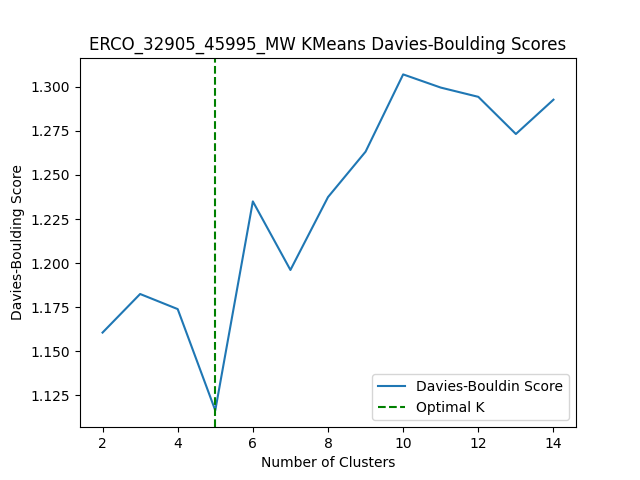 ERCO_32905_45995_MW KMeans Davies-Boulding Scores
Davies-Boulding Score
1.300
1.275
1.250
1.225
1.200
1.175
1.150
1.125
Davies-Bouldin Score
Optimal K
2 4 6 8 10 12 14
Number of Clusters